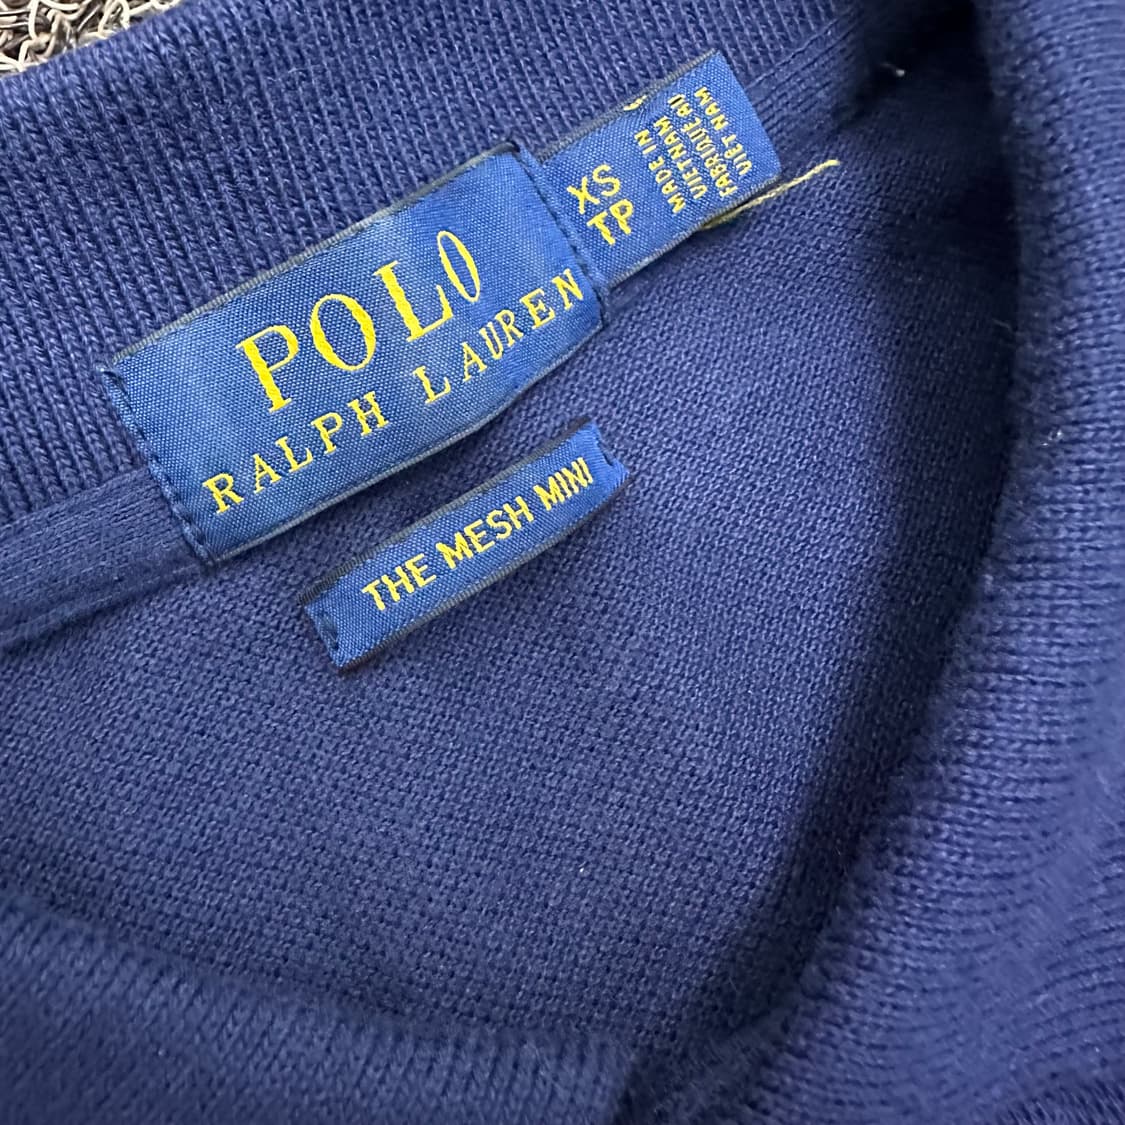 POLO
RALPH LAUREN
XS
TP
MADE IN
VIETNAM
FABRIQUÉ AU
VIET NAM
THE MESH MINI